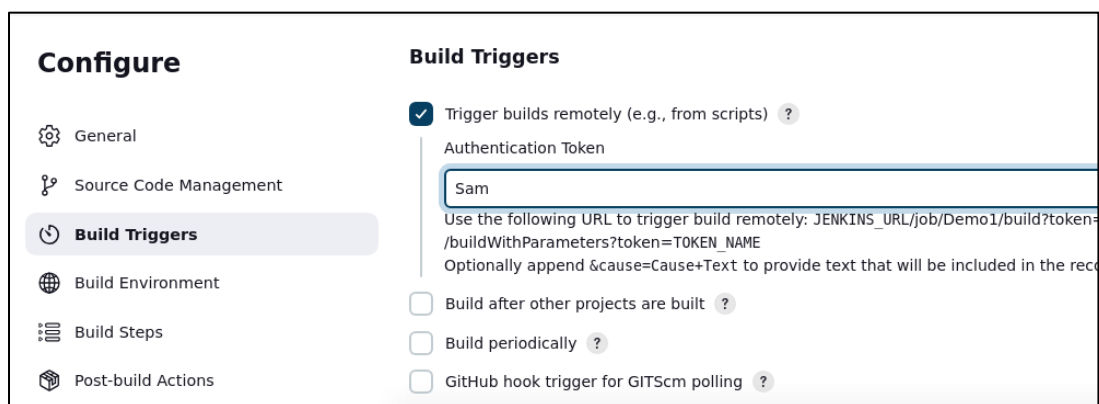 Configure
General
Source Code Management
Build Triggers
Build Environment
Build Steps
Post-build Actions
Build Triggers
Trigger builds remotely (e.g., from scripts) ?
Authentication Token
Sam
Use the following URL to trigger build remotely: JENKINS_URL/job/Demo1/build?token=
/buildWithParameters?token=TOKEN_NAME
Optionally append &cause=Cause+Text to provide text that will be included in the
Build after other projects are built ?
Build periodically ?
GitHub hook trigger for GITScm polling ?